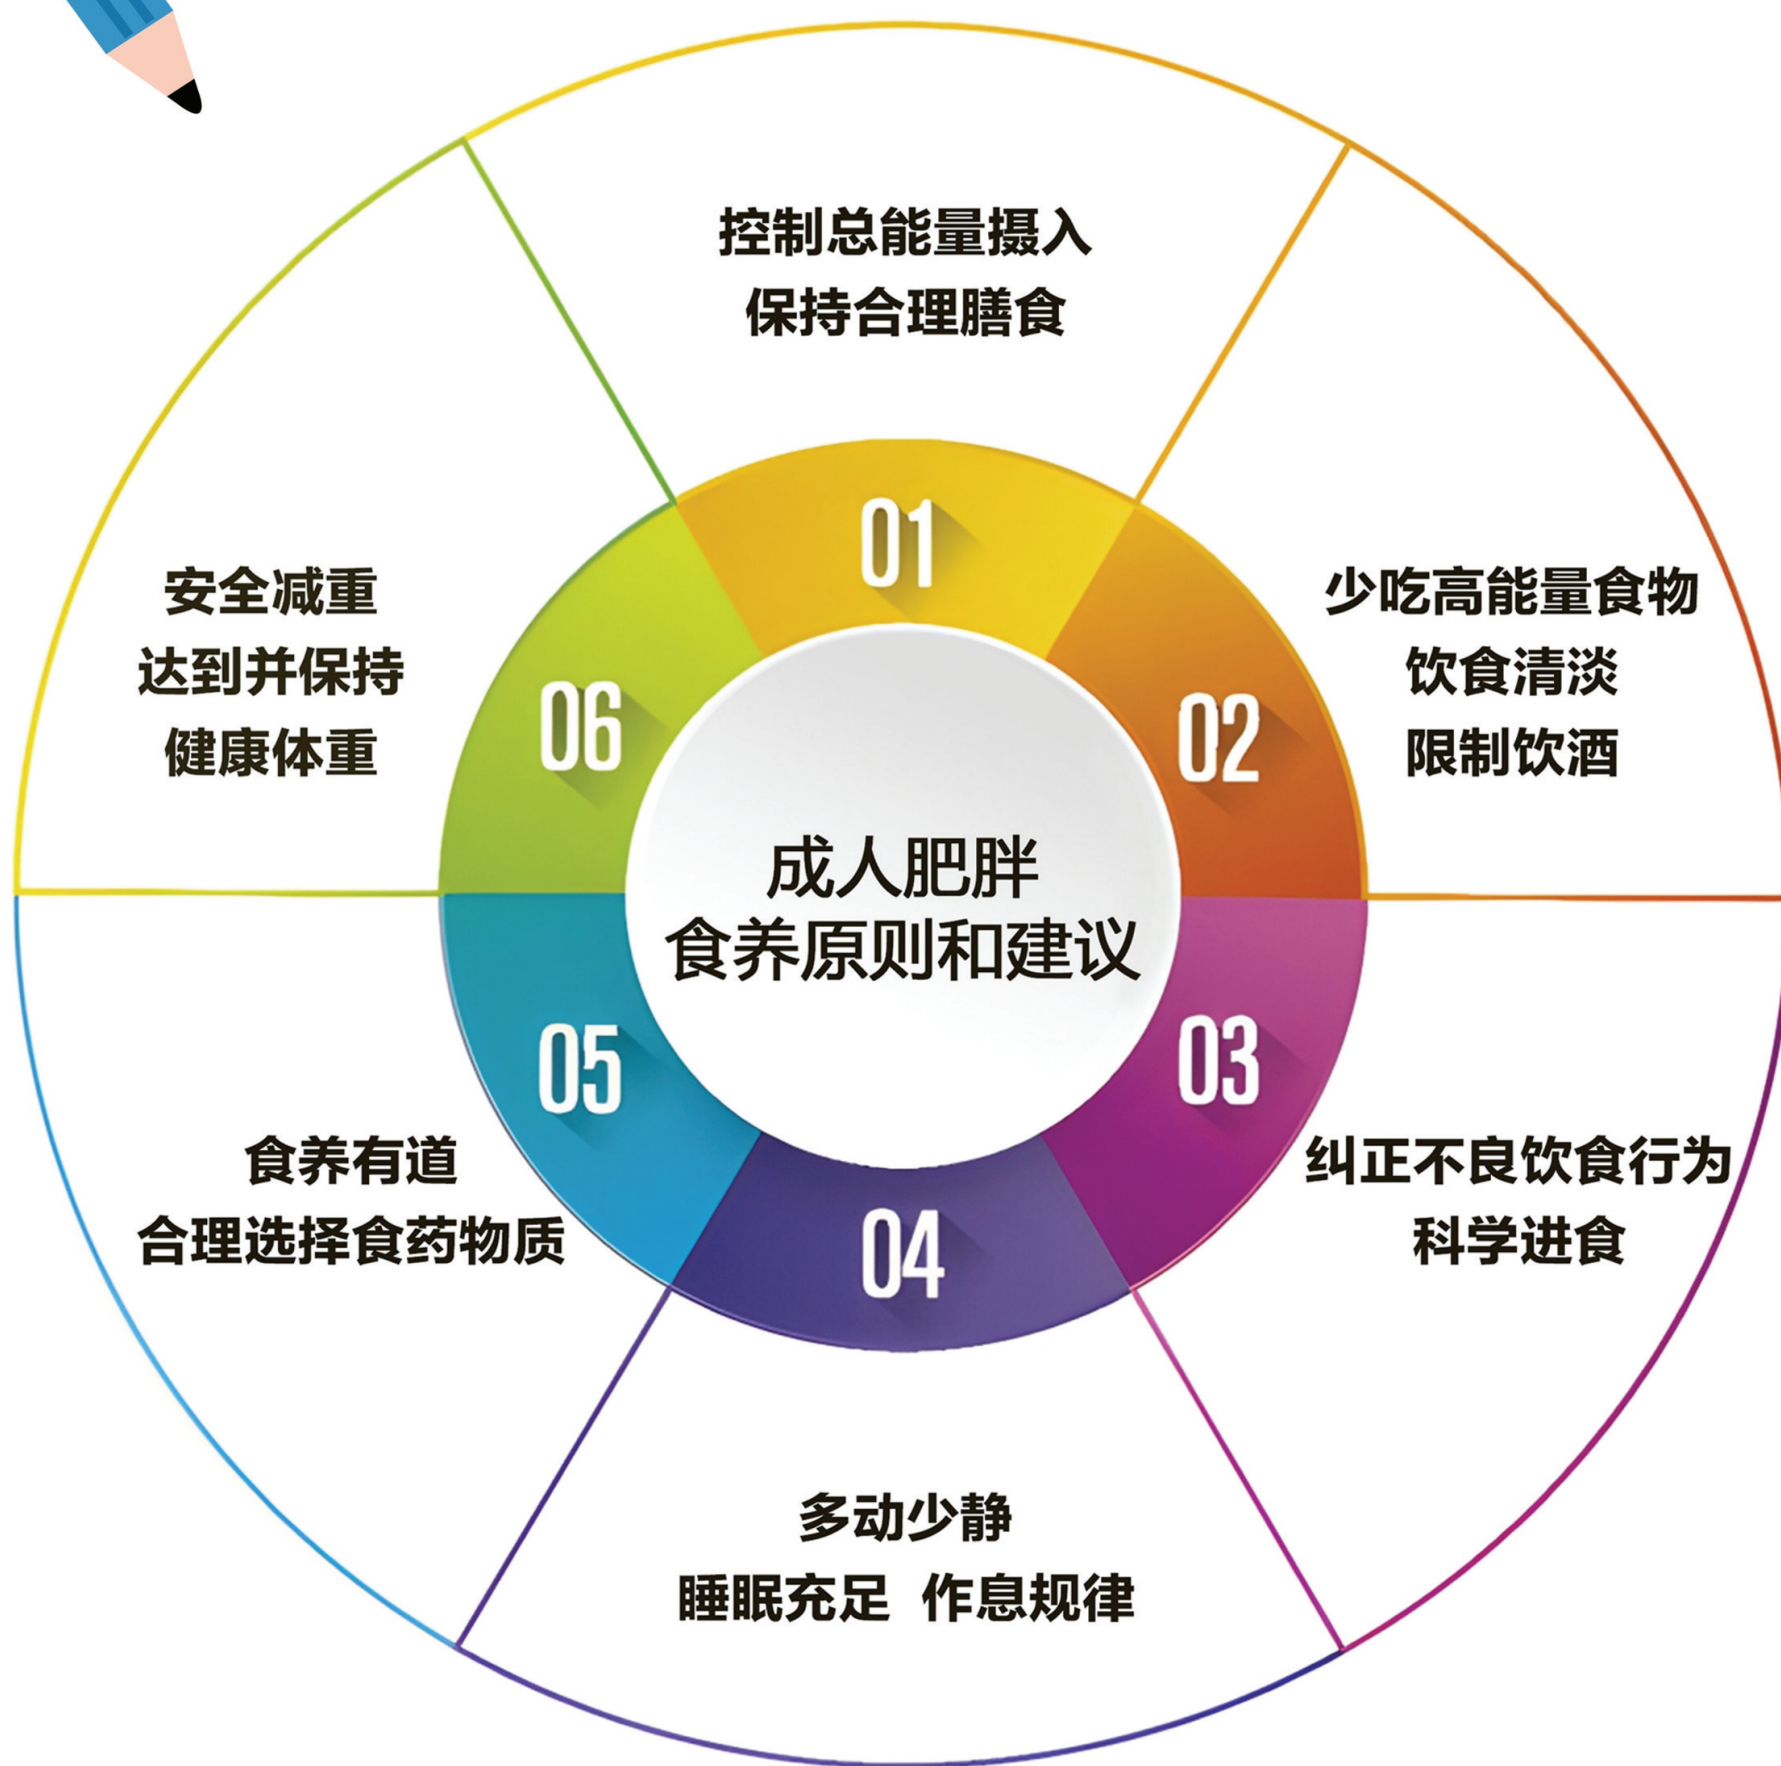 成人肥胖
食养原则和建议
01
控制总能量摄入
保持合理膳食
02
少吃高能量食物
饮食清淡
限制饮酒
03
纠正不良饮食行为
科学进食
04
多动少静
睡眠充足 作息规律
05
食养有道
合理选择食药物质
06
安全减重
达到并保持
健康体重